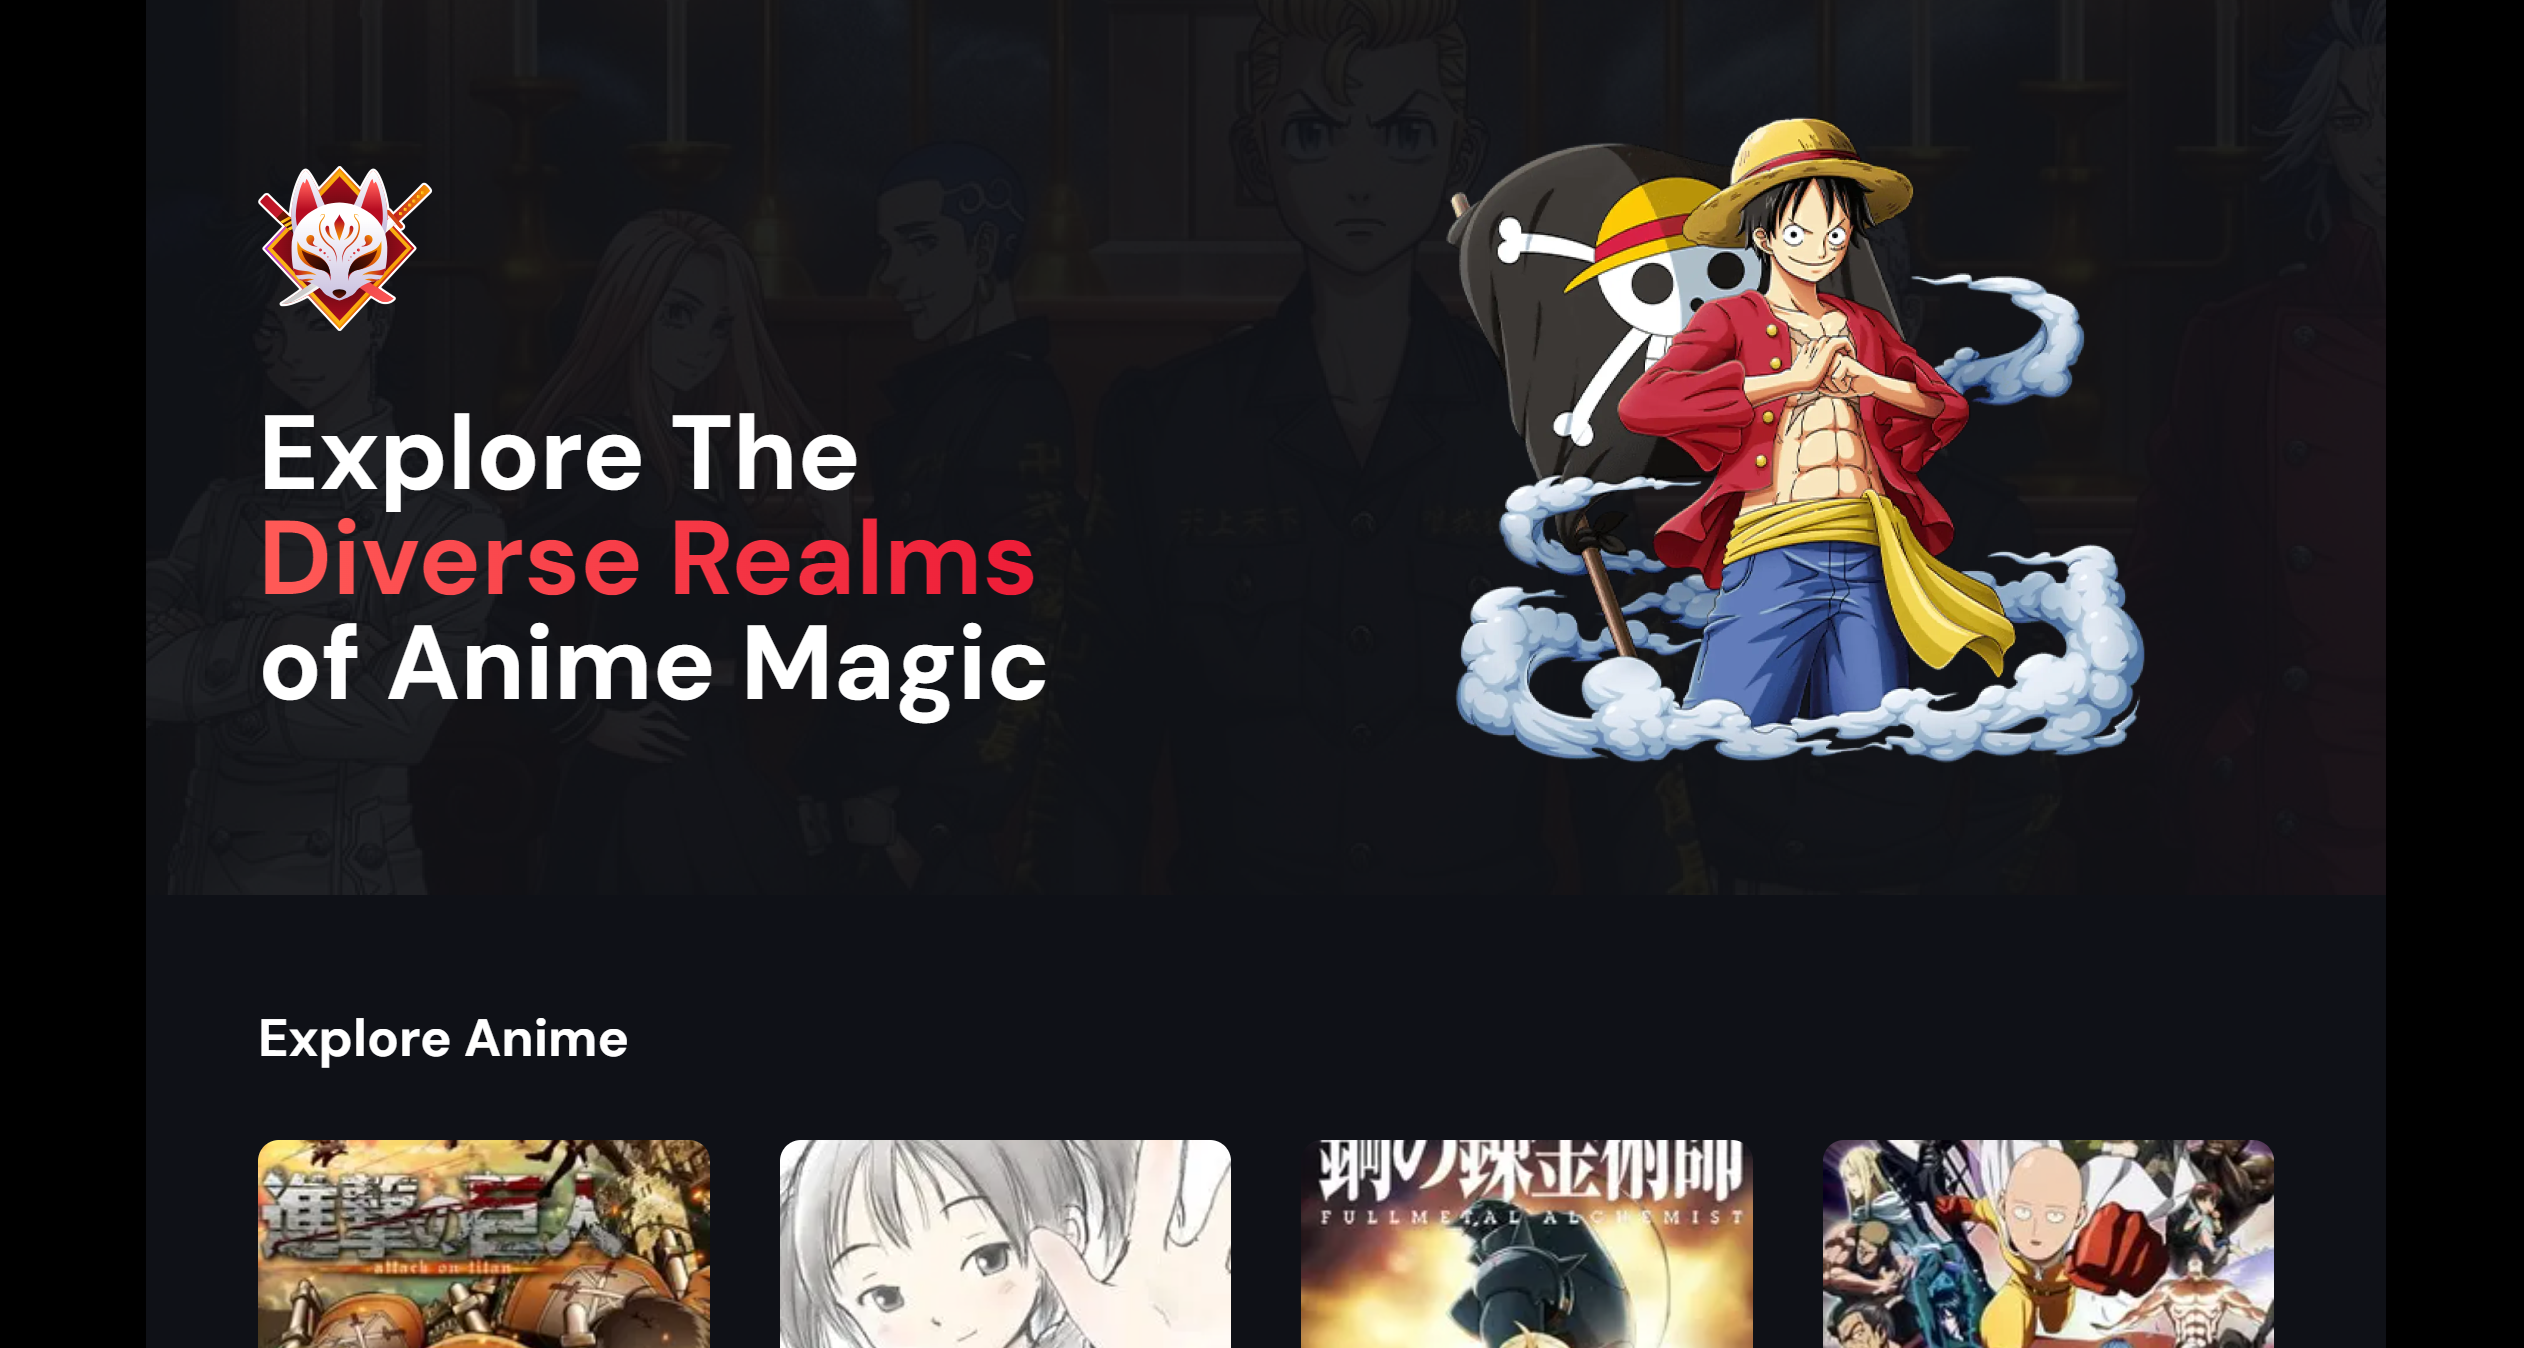 Explore The
Diverse Realms
of Anime Magic
Explore Anime
進撃の巨人
attack on titan
鋼の錬金術師
FULLMETAL ALCHEMIST